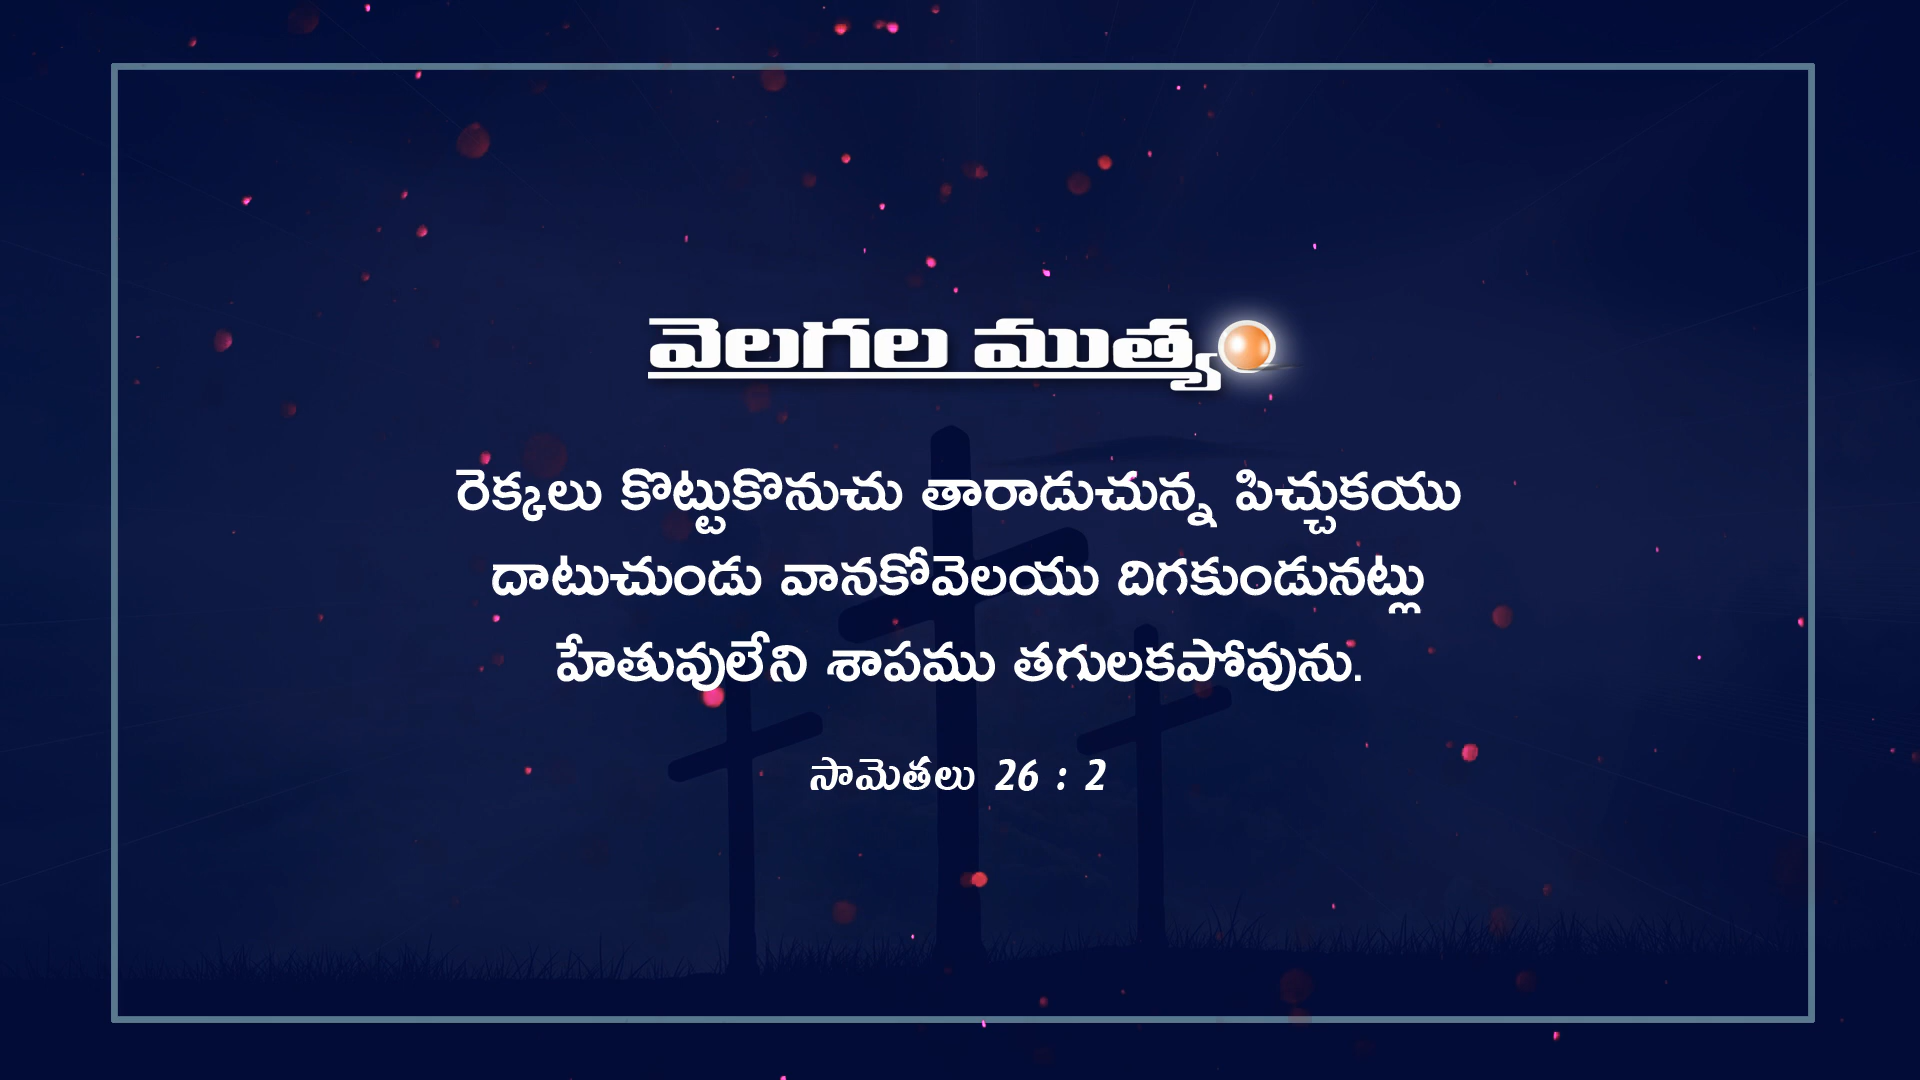 వెలగల ముత్యం
రెక్కలు కొట్టుకొనుచు తారాడుచున్న పిచ్చుకయు
దాటుచుండు వానకోవెలయు దిగకుండునట్లు
హేతువులేని శాపము తగులకపోవును.
సామెతలు 26 : 2